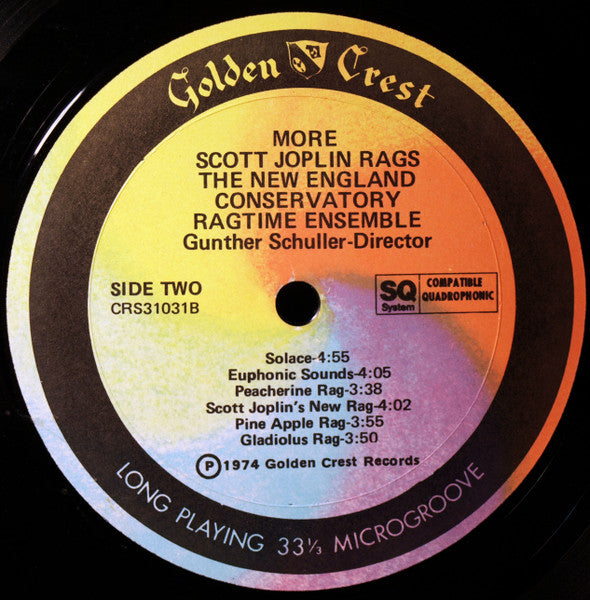 Golden Crest
MORE
SCOTT JOPLIN RAGS
THE NEW ENGLAND
CONSERVATORY
RAGTIME ENSEMBLE
Gunther Schuller-Director
SIDE TWO
CRS31031B
SQ
System
COMPATIBLE
QUADROPHONIC
Solace-4:55
Euphonic Sounds-4:05
Peacherine Rag-3:38
Scott Joplin's New Rag-4:02
Pine Apple Rag-3:55
Gladiolus Rag-3:50
Ⓟ1974 Golden Crest Records
LONG PLAYING 33⅓ MICROGROOVE